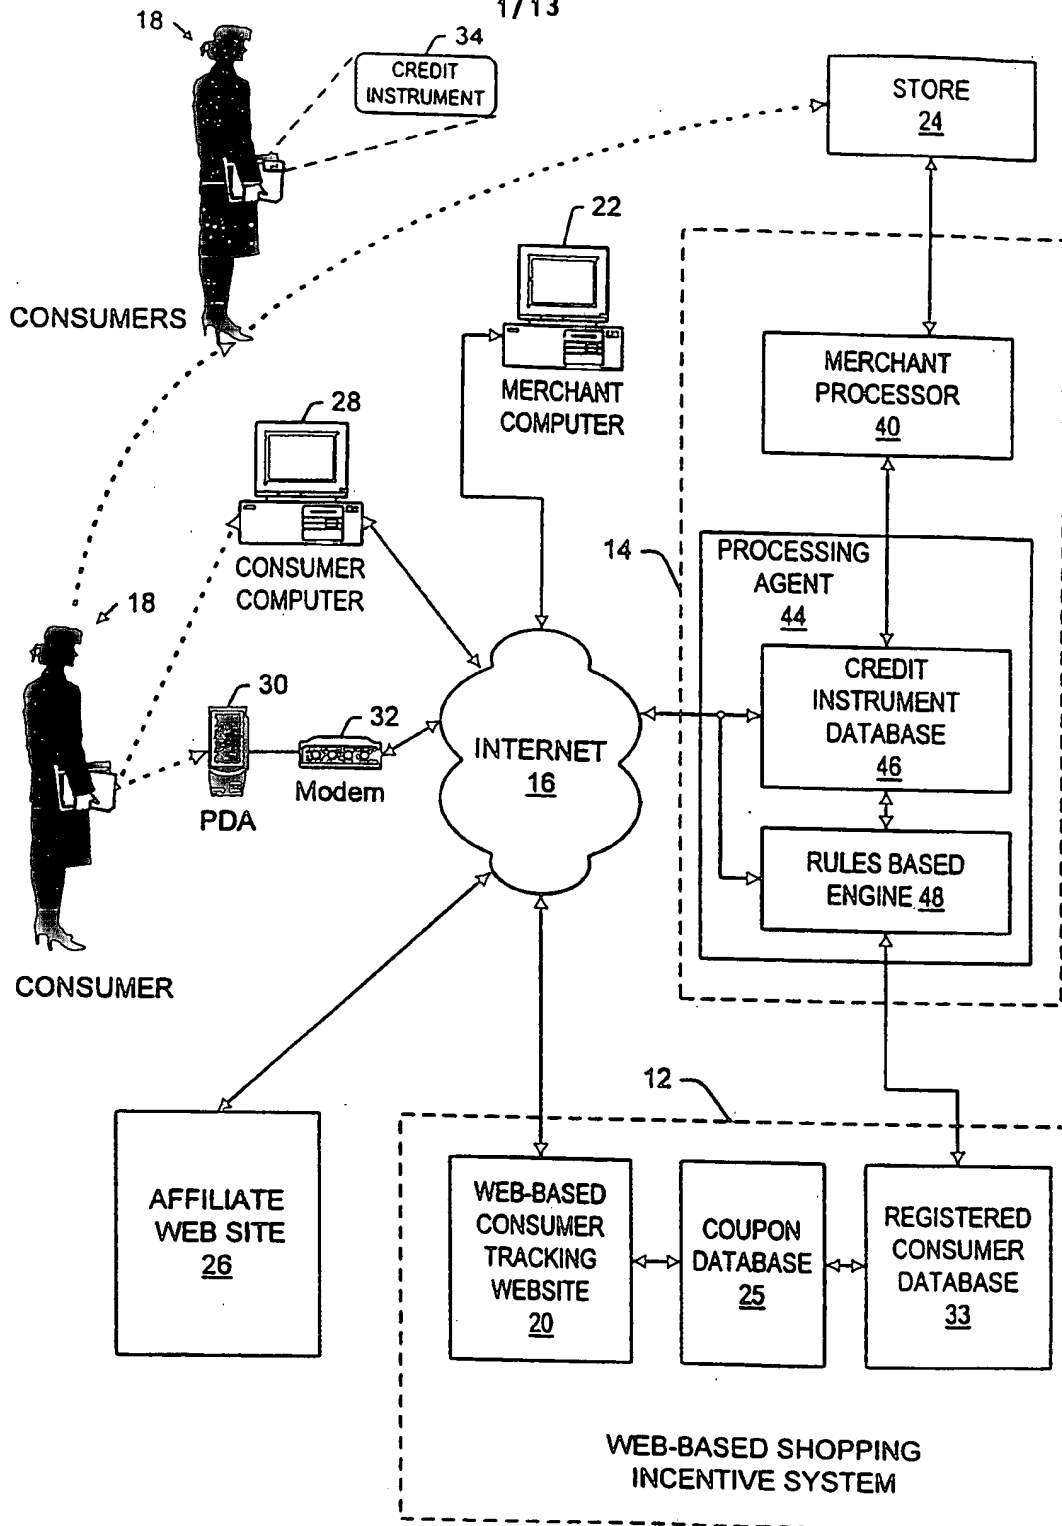 1/13
18
34
CREDIT
INSTRUMENT
STORE
24
22
CONSUMERS
MERCHANT
COMPUTER
MERCHANT
PROCESSOR
40
28
CONSUMER
COMPUTER
14
PROCESSING
AGENT
44
18
30
32
PDA
Modem
INTERNET
16
CREDIT
INSTRUMENT
DATABASE
46
RULES BASED
ENGINE 48
CONSUMER
12
AFFILIATE
WEB SITE
26
WEB-BASED
CONSUMER
TRACKING
WEBSITE
20
COUPON
DATABASE
25
REGISTERED
CONSUMER
DATABASE
33
WEB-BASED SHOPPING
INCENTIVE SYSTEM